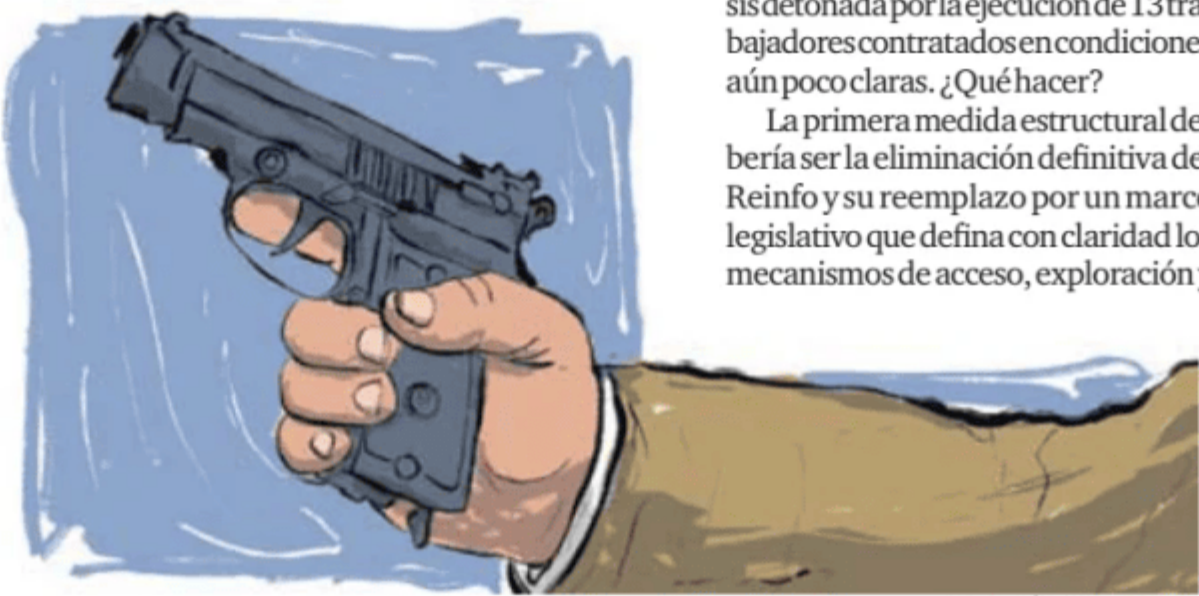 sis detonada por la ejecución de 13 tra
bajadores contratados en condicione
aún poco claras. ¿Qué hacer?
La primera medida estructural de
bería ser la eliminación definitiva de
Reinfo y su reemplazo por un marc
legislativo que defina con claridad lo
mecanismos de acceso, exploración